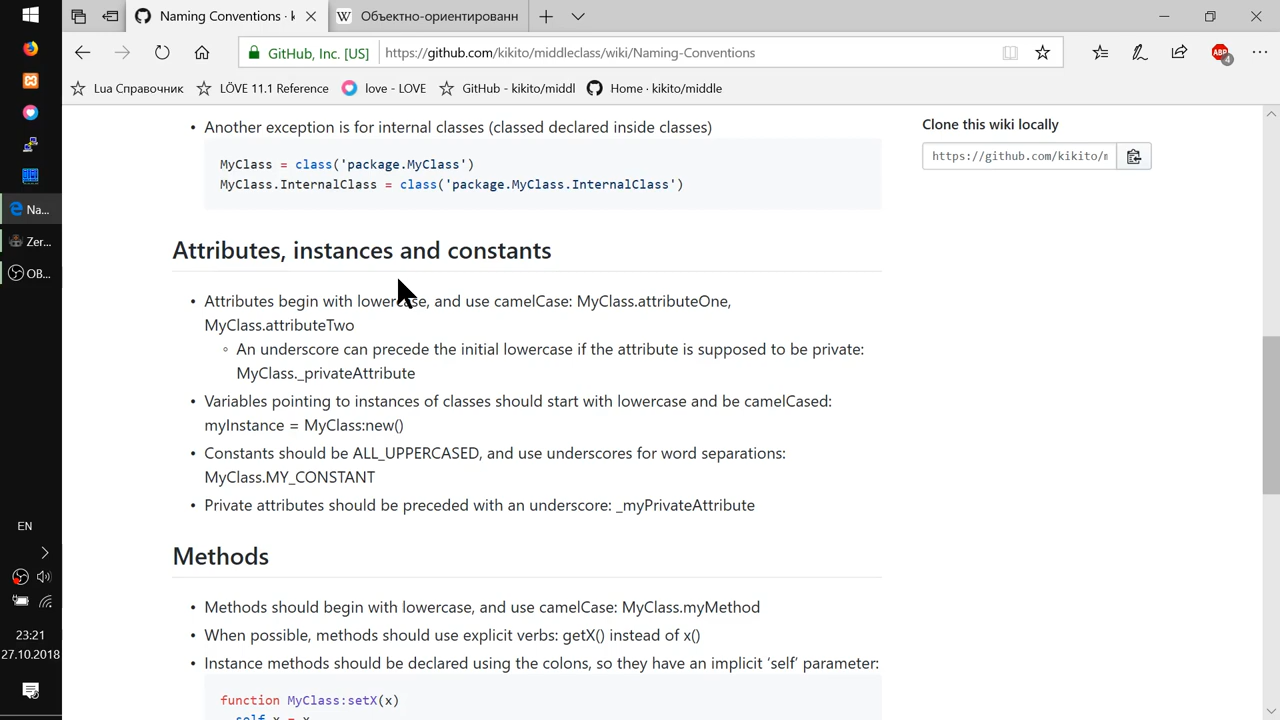 Naming Conventions · k
Объектно-ориентированн
GitHub, Inc. [US]
https://github.com/kikito/middleclass/wiki/Naming-Conventions
ABP
4
Lua Справочник
LÖVE 11.1 Reference
love - LOVE
GitHub - kikito/middl
Home · kikito/middle
Another exception is for internal classes (classed declared inside classes)
MyClass = class('package.MyClass')
MyClass.InternalClass = class('package.MyClass.InternalClass')
Clone this wiki locally
https://github.com/kikito/m
Attributes, instances and constants
Attributes begin with lowercase, and use camelCase: MyClass.attributeOne,
MyClass.attributeTwo
An underscore can precede the initial lowercase if the attribute is supposed to be private:
MyClass._privateAttribute
Variables pointing to instances of classes should start with lowercase and be camelCased:
myInstance = MyClass:new()
Constants should be ALL_UPPERCASED, and use underscores for word separations:
MyClass.MY_CONSTANT
Private attributes should be preceded with an underscore: _myPrivateAttribute
Methods
Methods should begin with lowercase, and use camelCase: MyClass.myMethod
When possible, methods should use explicit verbs: getX() instead of x()
Instance methods should be declared using the colons, so they have an implicit ‘self’ parameter:
function MyClass:setX(x)
self.x = x
Na...
Zer...
OB...
EN
23:21
27.10.2018